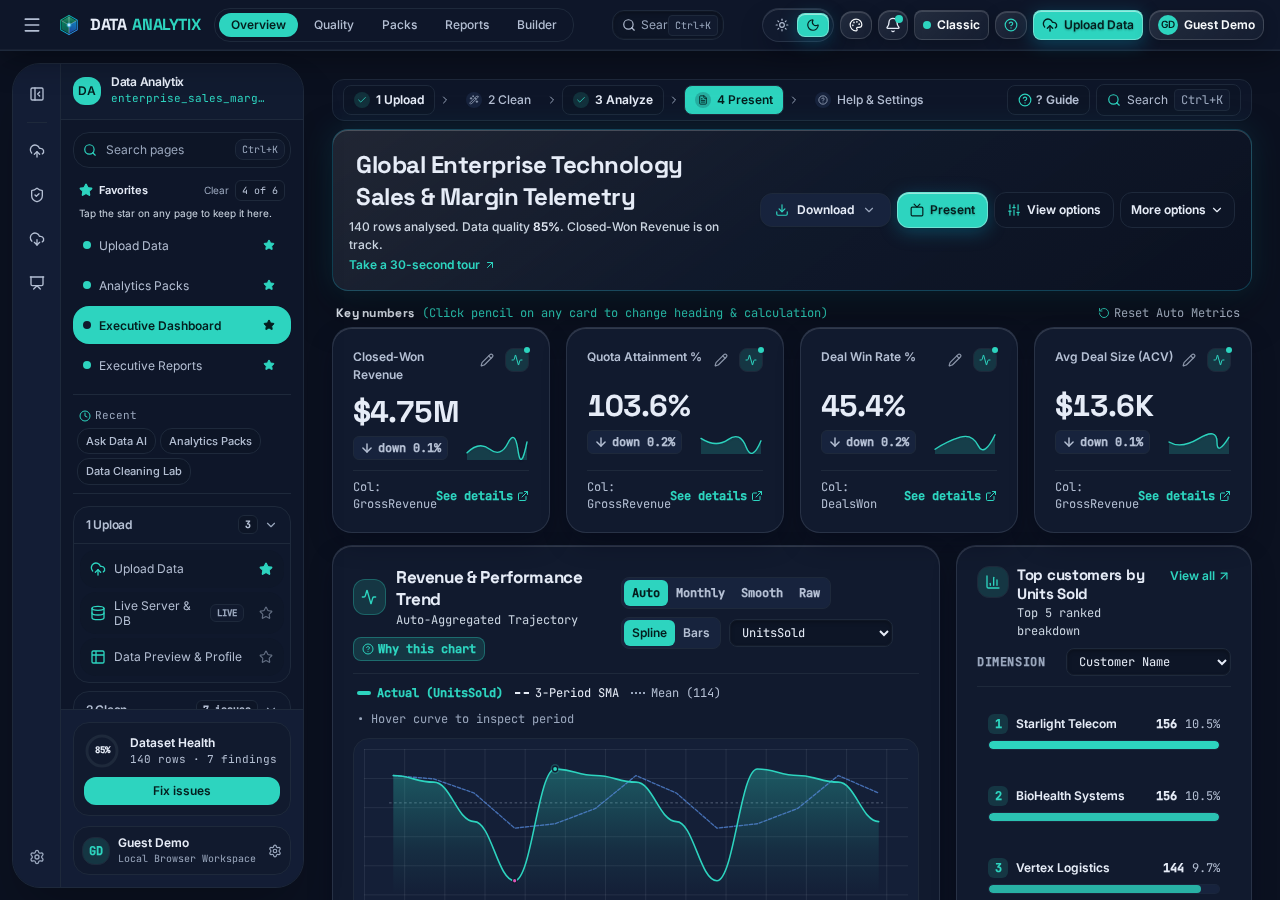 DATA ANALYTIX
Overview
Quality
Packs
Reports
Builder
Sear
Ctrl+K
Classic
Upload Data
GD
Guest Demo
DA
Data Analytix
enterprise_sales_marg…
Search pages
Ctrl+K
Favorites
Clear
4 of 6
Tap the star on any page to keep it here.
Upload Data
Analytics Packs
Executive Dashboard
Executive Reports
Recent
Ask Data AI
Analytics Packs
Data Cleaning Lab
1 Upload
3
Upload Data
Live Server & DB
LIVE
Data Preview & Profile
2 Clean
7 issues
85%
Dataset Health
140 rows · 7 findings
Fix issues
GD
Guest Demo
Local Browser Workspace
1 Upload
2 Clean
3 Analyze
4 Present
Help & Settings
? Guide
Search
Ctrl+K
Global Enterprise Technology
Sales & Margin Telemetry
140 rows analysed. Data quality 85%. Closed-Won Revenue is on
track.
Take a 30-second tour
Download
Present
View options
More options
Key numbers
(Click pencil on any card to change heading & calculation)
Reset Auto Metrics
Closed-Won
Revenue
$4.75M
↓ down 0.1%
Col:
GrossRevenue
See details
Quota Attainment %
103.6%
↓ down 0.2%
Col:
GrossRevenue
See details
Deal Win Rate %
45.4%
↓ down 0.2%
Col:
DealsWon
See details
Avg Deal Size (ACV)
$13.6K
↓ down 0.1%
Col:
GrossRevenue
See details
Revenue & Performance
Trend
Auto-Aggregated Trajectory
Why this chart
Auto
Monthly
Smooth
Raw
Spline
Bars
UnitsSold
Actual (UnitsSold)
3-Period SMA
Mean (114)
• Hover curve to inspect period
Top customers by
Units Sold
Top 5 ranked
breakdown
View all
DIMENSION
Customer Name
1
Starlight Telecom
156 10.5%
2
BioHealth Systems
156 10.5%
3
Vertex Logistics
144 9.7%